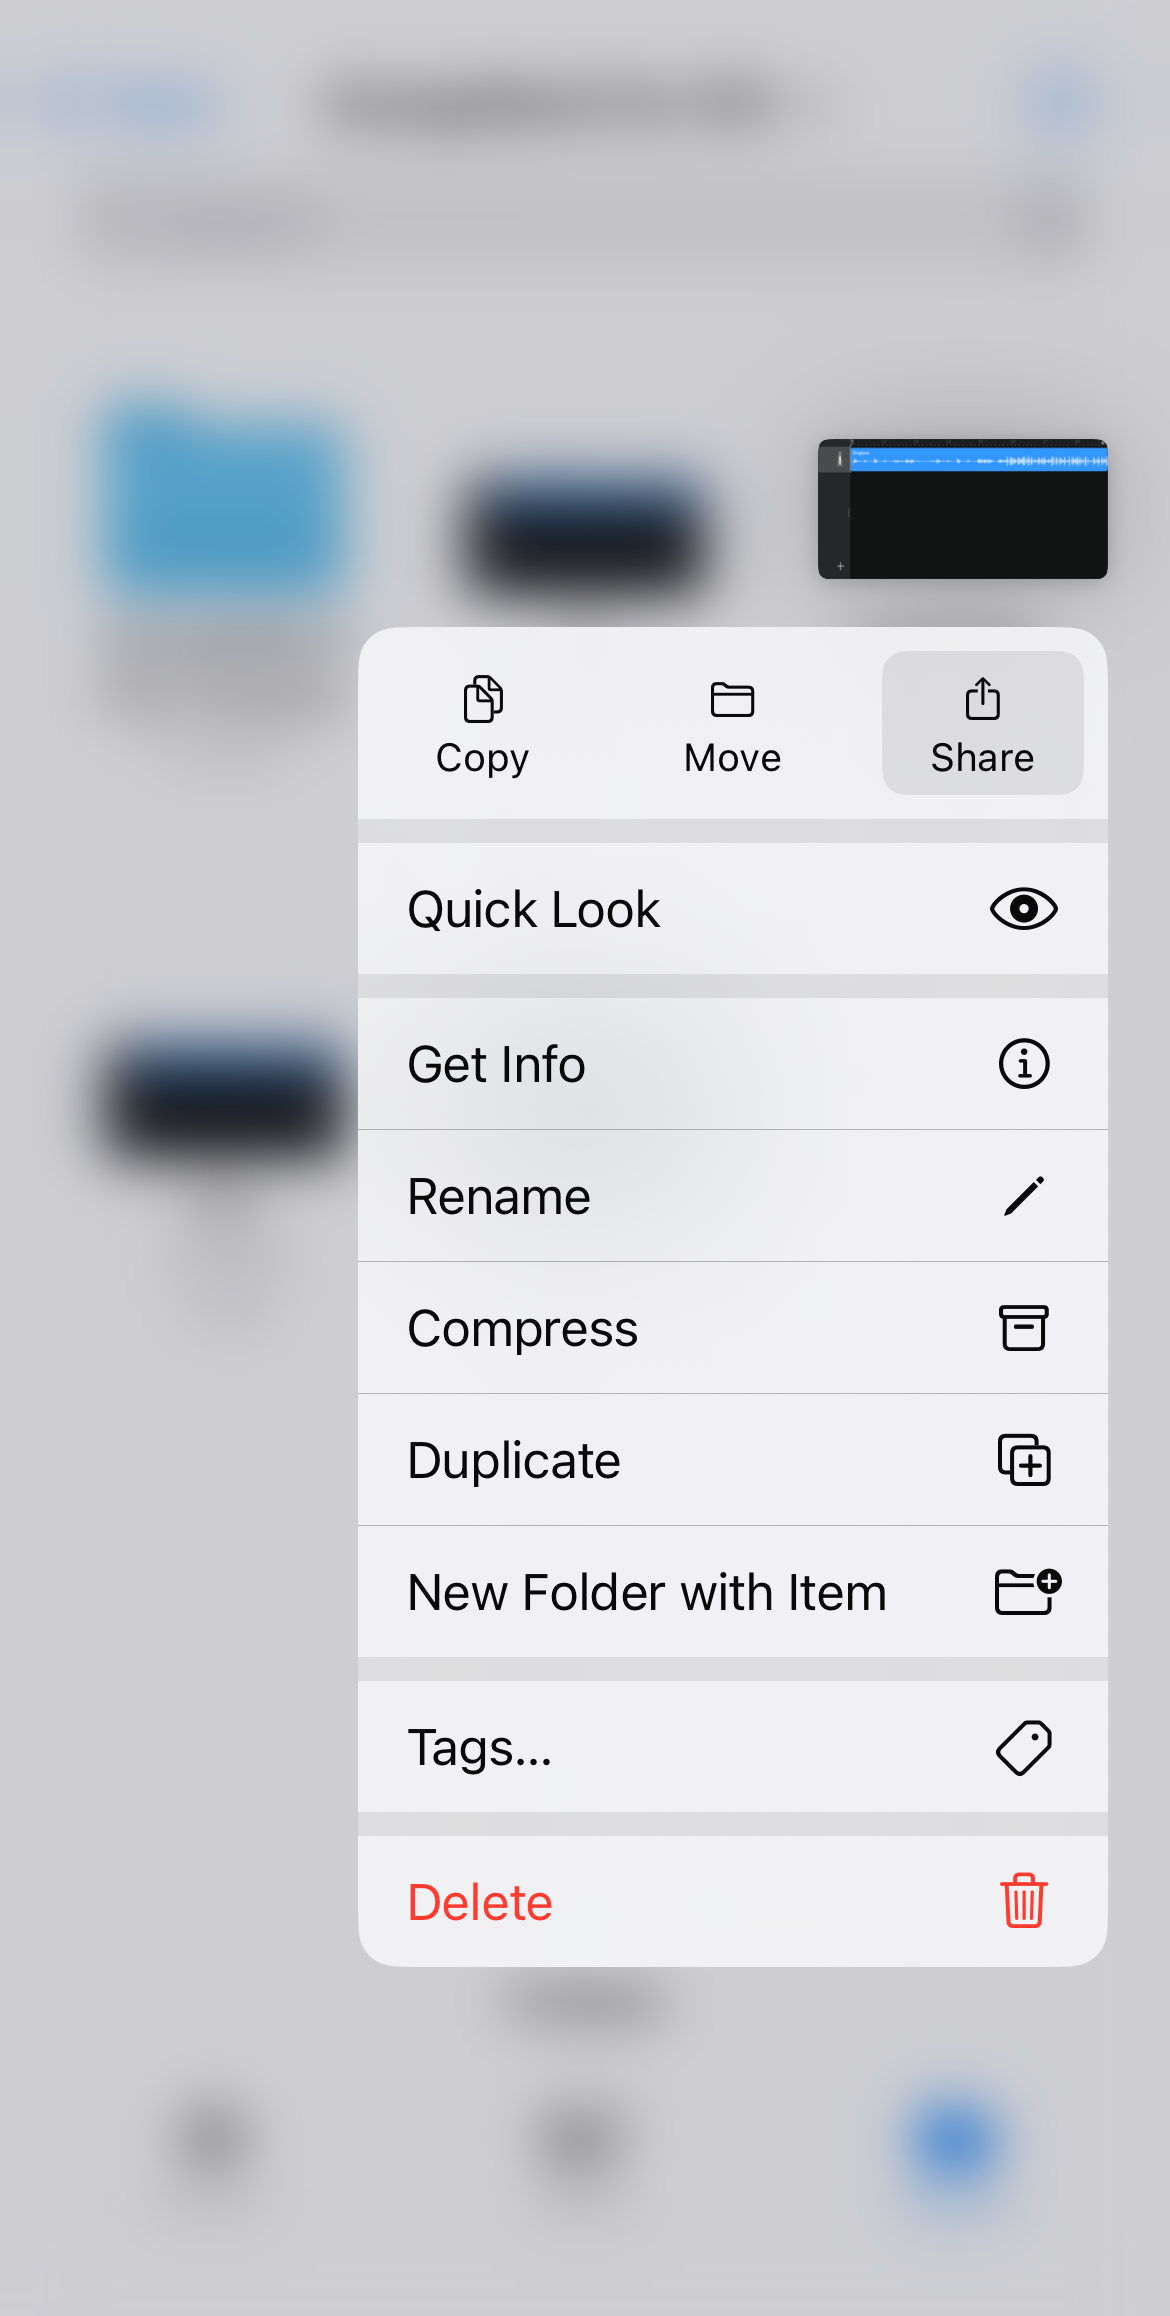 Copy
Move
Share
Quick Look
Get Info
Rename
Compress
Duplicate
New Folder with Item
Tags...
Delete